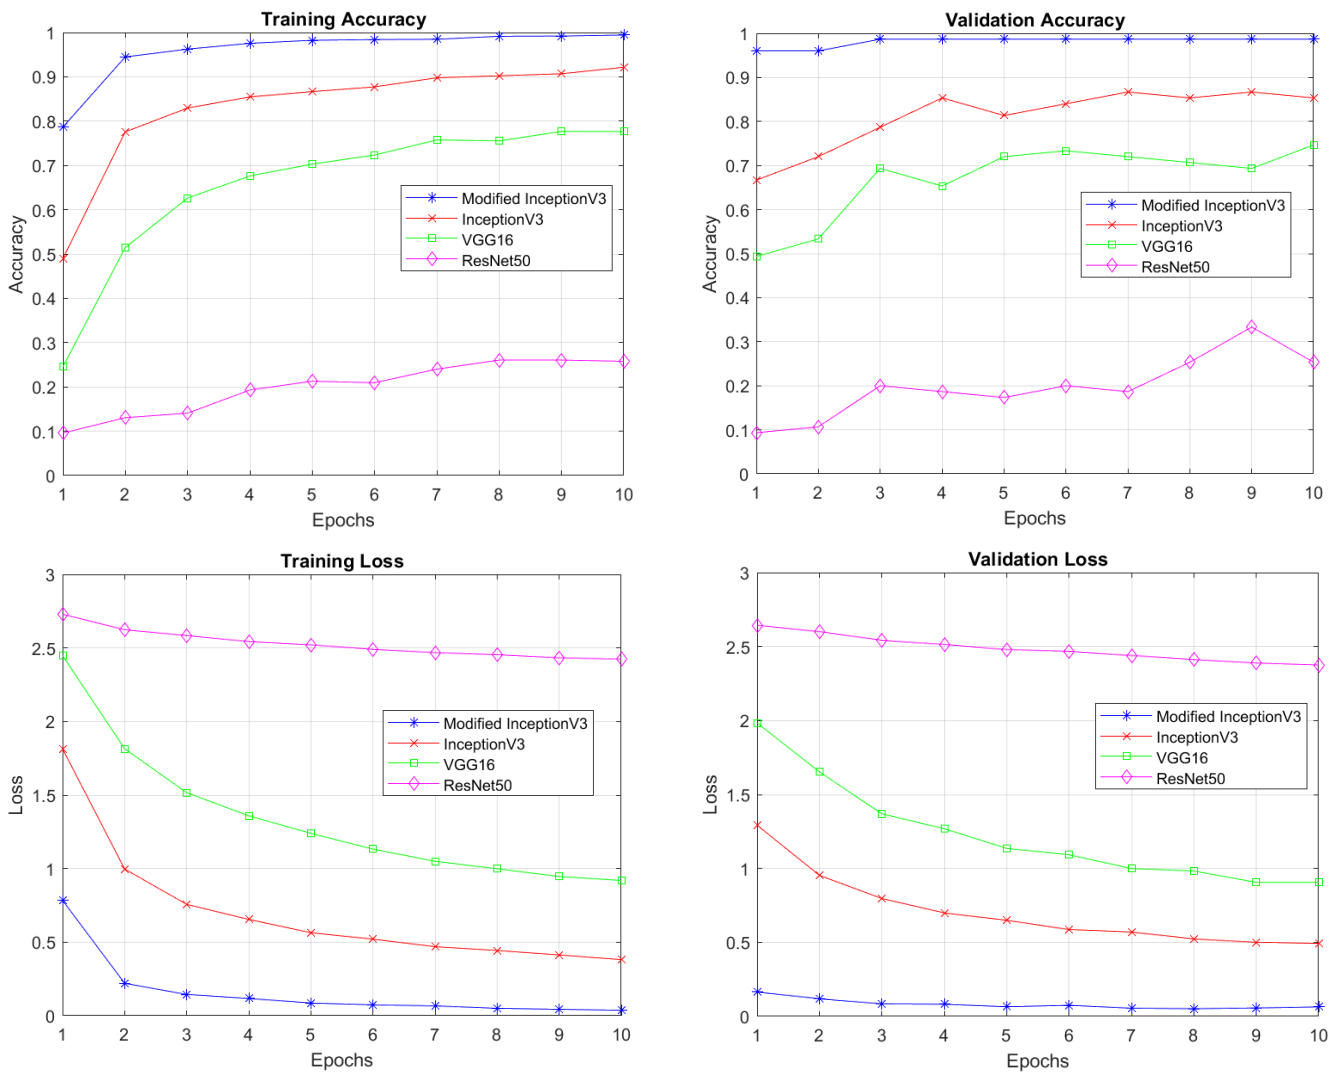 Training Accuracy
1
0.9
0.8
0.7
0.6
0.5
0.4
0.3
0.2
0.1
0
Accuracy
Modified InceptionV3
InceptionV3
VGG16
ResNet50
1 2 3 4 5 6 7 8 9 10
Epochs
Validation Accuracy
1
0.9
0.8
0.7
0.6
0.5
0.4
0.3
0.2
0.1
0
Accuracy
Modified InceptionV3
InceptionV3
VGG16
ResNet50
1 2 3 4 5 6 7 8 9 10
Epochs
Training Loss
3
2.5
2
1.5
1
0.5
0
Loss
Modified InceptionV3
InceptionV3
VGG16
ResNet50
1 2 3 4 5 6 7 8 9 10
Epochs
Validation Loss
3
2.5
2
1.5
1
0.5
0
Loss
Modified InceptionV3
InceptionV3
VGG16
ResNet50
1 2 3 4 5 6 7 8 9 10
Epochs